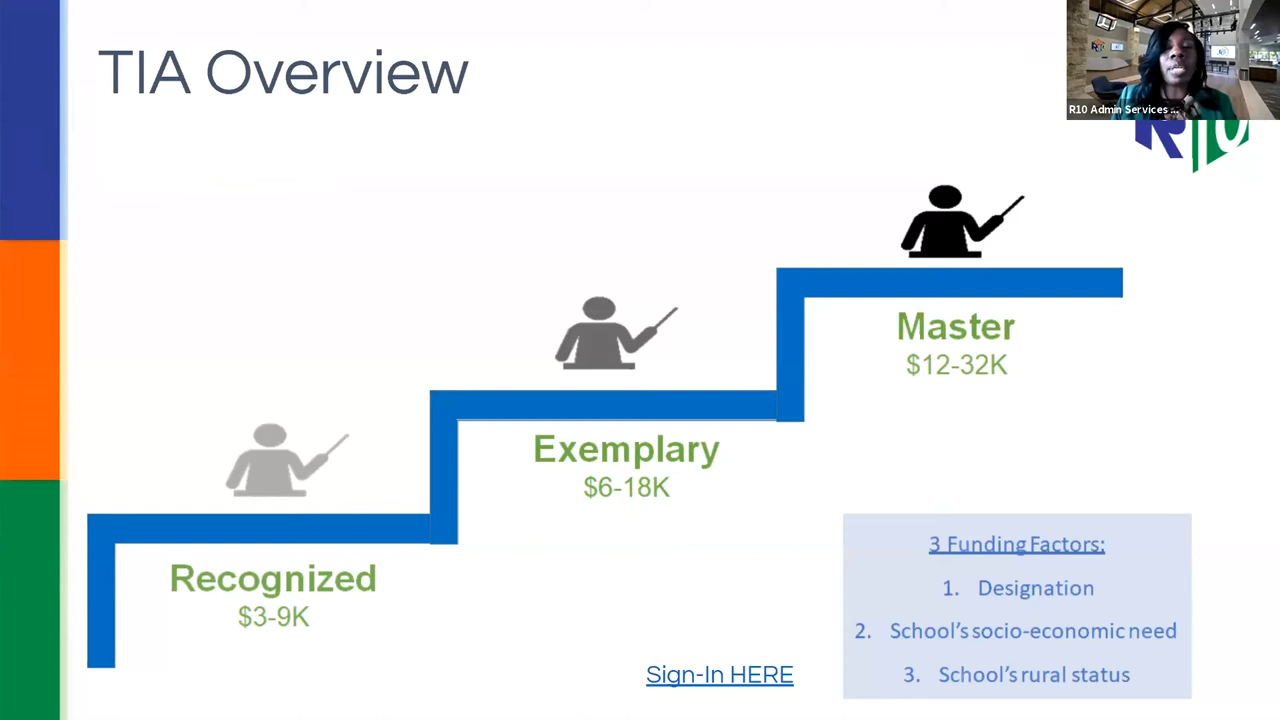 TIA Overview
R10 Admin Services ...
R10
Master
$12-32K
Exemplary
$6-18K
Recognized
$3-9K
3 Funding Factors:
1. Designation
2. School's socio-economic need
3. School's rural status
Sign-In HERE